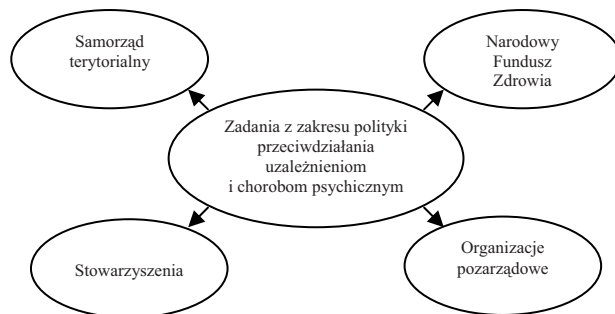 Samorząd
terytorialny
Narodowy
Fundusz
Zdrowia
Zadania z zakresu polityki
przeciwdziałania
uzależnieniom
i chorobom psychicznym
Stowarzyszenia
Organizacje
pozarządowe